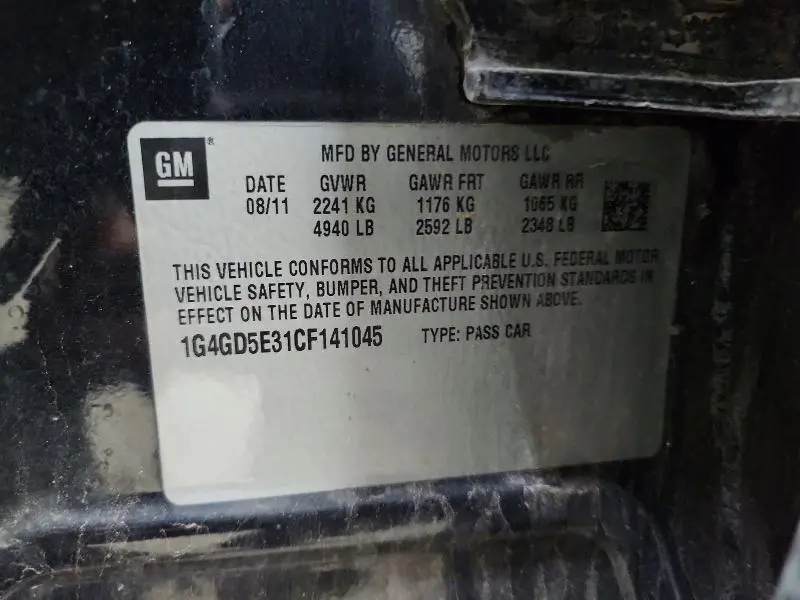 GM®
MFD BY GENERAL MOTORS LLC
DATE GVWR GAWR FRT GAWR RR
08/11 2241 KG 1176 KG 1065 KG
4940 LB 2592 LB 2348 LB
THIS VEHICLE CONFORMS TO ALL APPLICABLE U.S. FEDERAL MOTOR
VEHICLE SAFETY, BUMPER, AND THEFT PREVENTION STANDARDS IN
EFFECT ON THE DATE OF MANUFACTURE SHOWN ABOVE.
1G4GD5E31CF141045 TYPE: PASS CAR